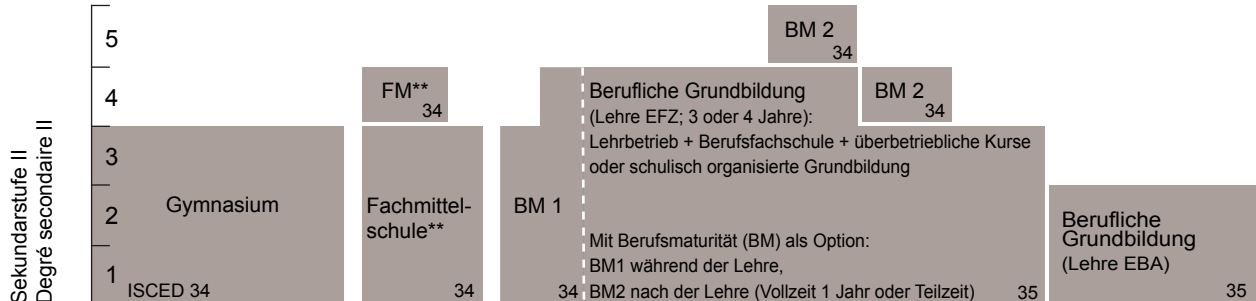 Sekundarstufe II
Degré secondaire II
5
4
3
2
1
Gymnasium
ISCED 34
FM**
34
Fachmittel-
schule**
34
BM 1
34
BM 2
34
BM 2
34
Berufliche Grundbildung
(Lehre EFZ; 3 oder 4 Jahre):
Lehrbetrieb + Berufsfachschule + überbetriebliche Kurse
oder schulisch organisierte Grundbildung
Mit Berufsmaturität (BM) als Option:
BM1 während der Lehre,
BM2 nach der Lehre (Vollzeit 1 Jahr oder Teilzeit)
35
Berufliche
Grundbildung
(Lehre EBA)
35